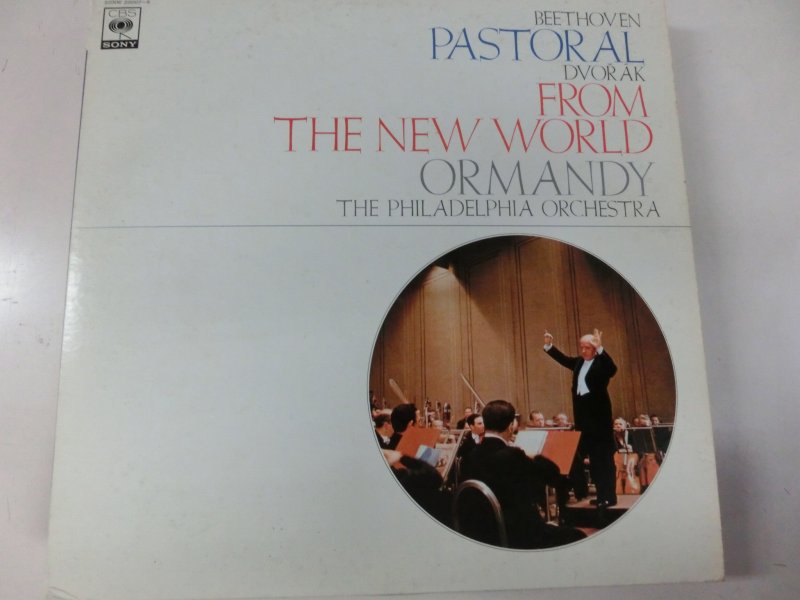 CBS
SONY
BEETHOVEN
PASTORAL
DVOŘÁK
FROM
THE NEW WORLD
ORMANDY
THE PHILADELPHIA ORCHESTRA